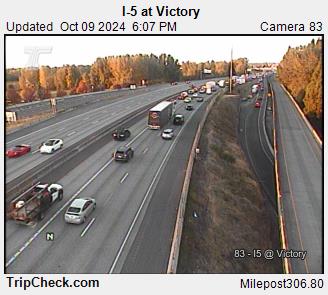 I-5 at Victory
Updated Oct 09 2024 6:07 PM Camera 83
TC
N
83 - I5 @ Victory
TripCheck.com Milepost306.80